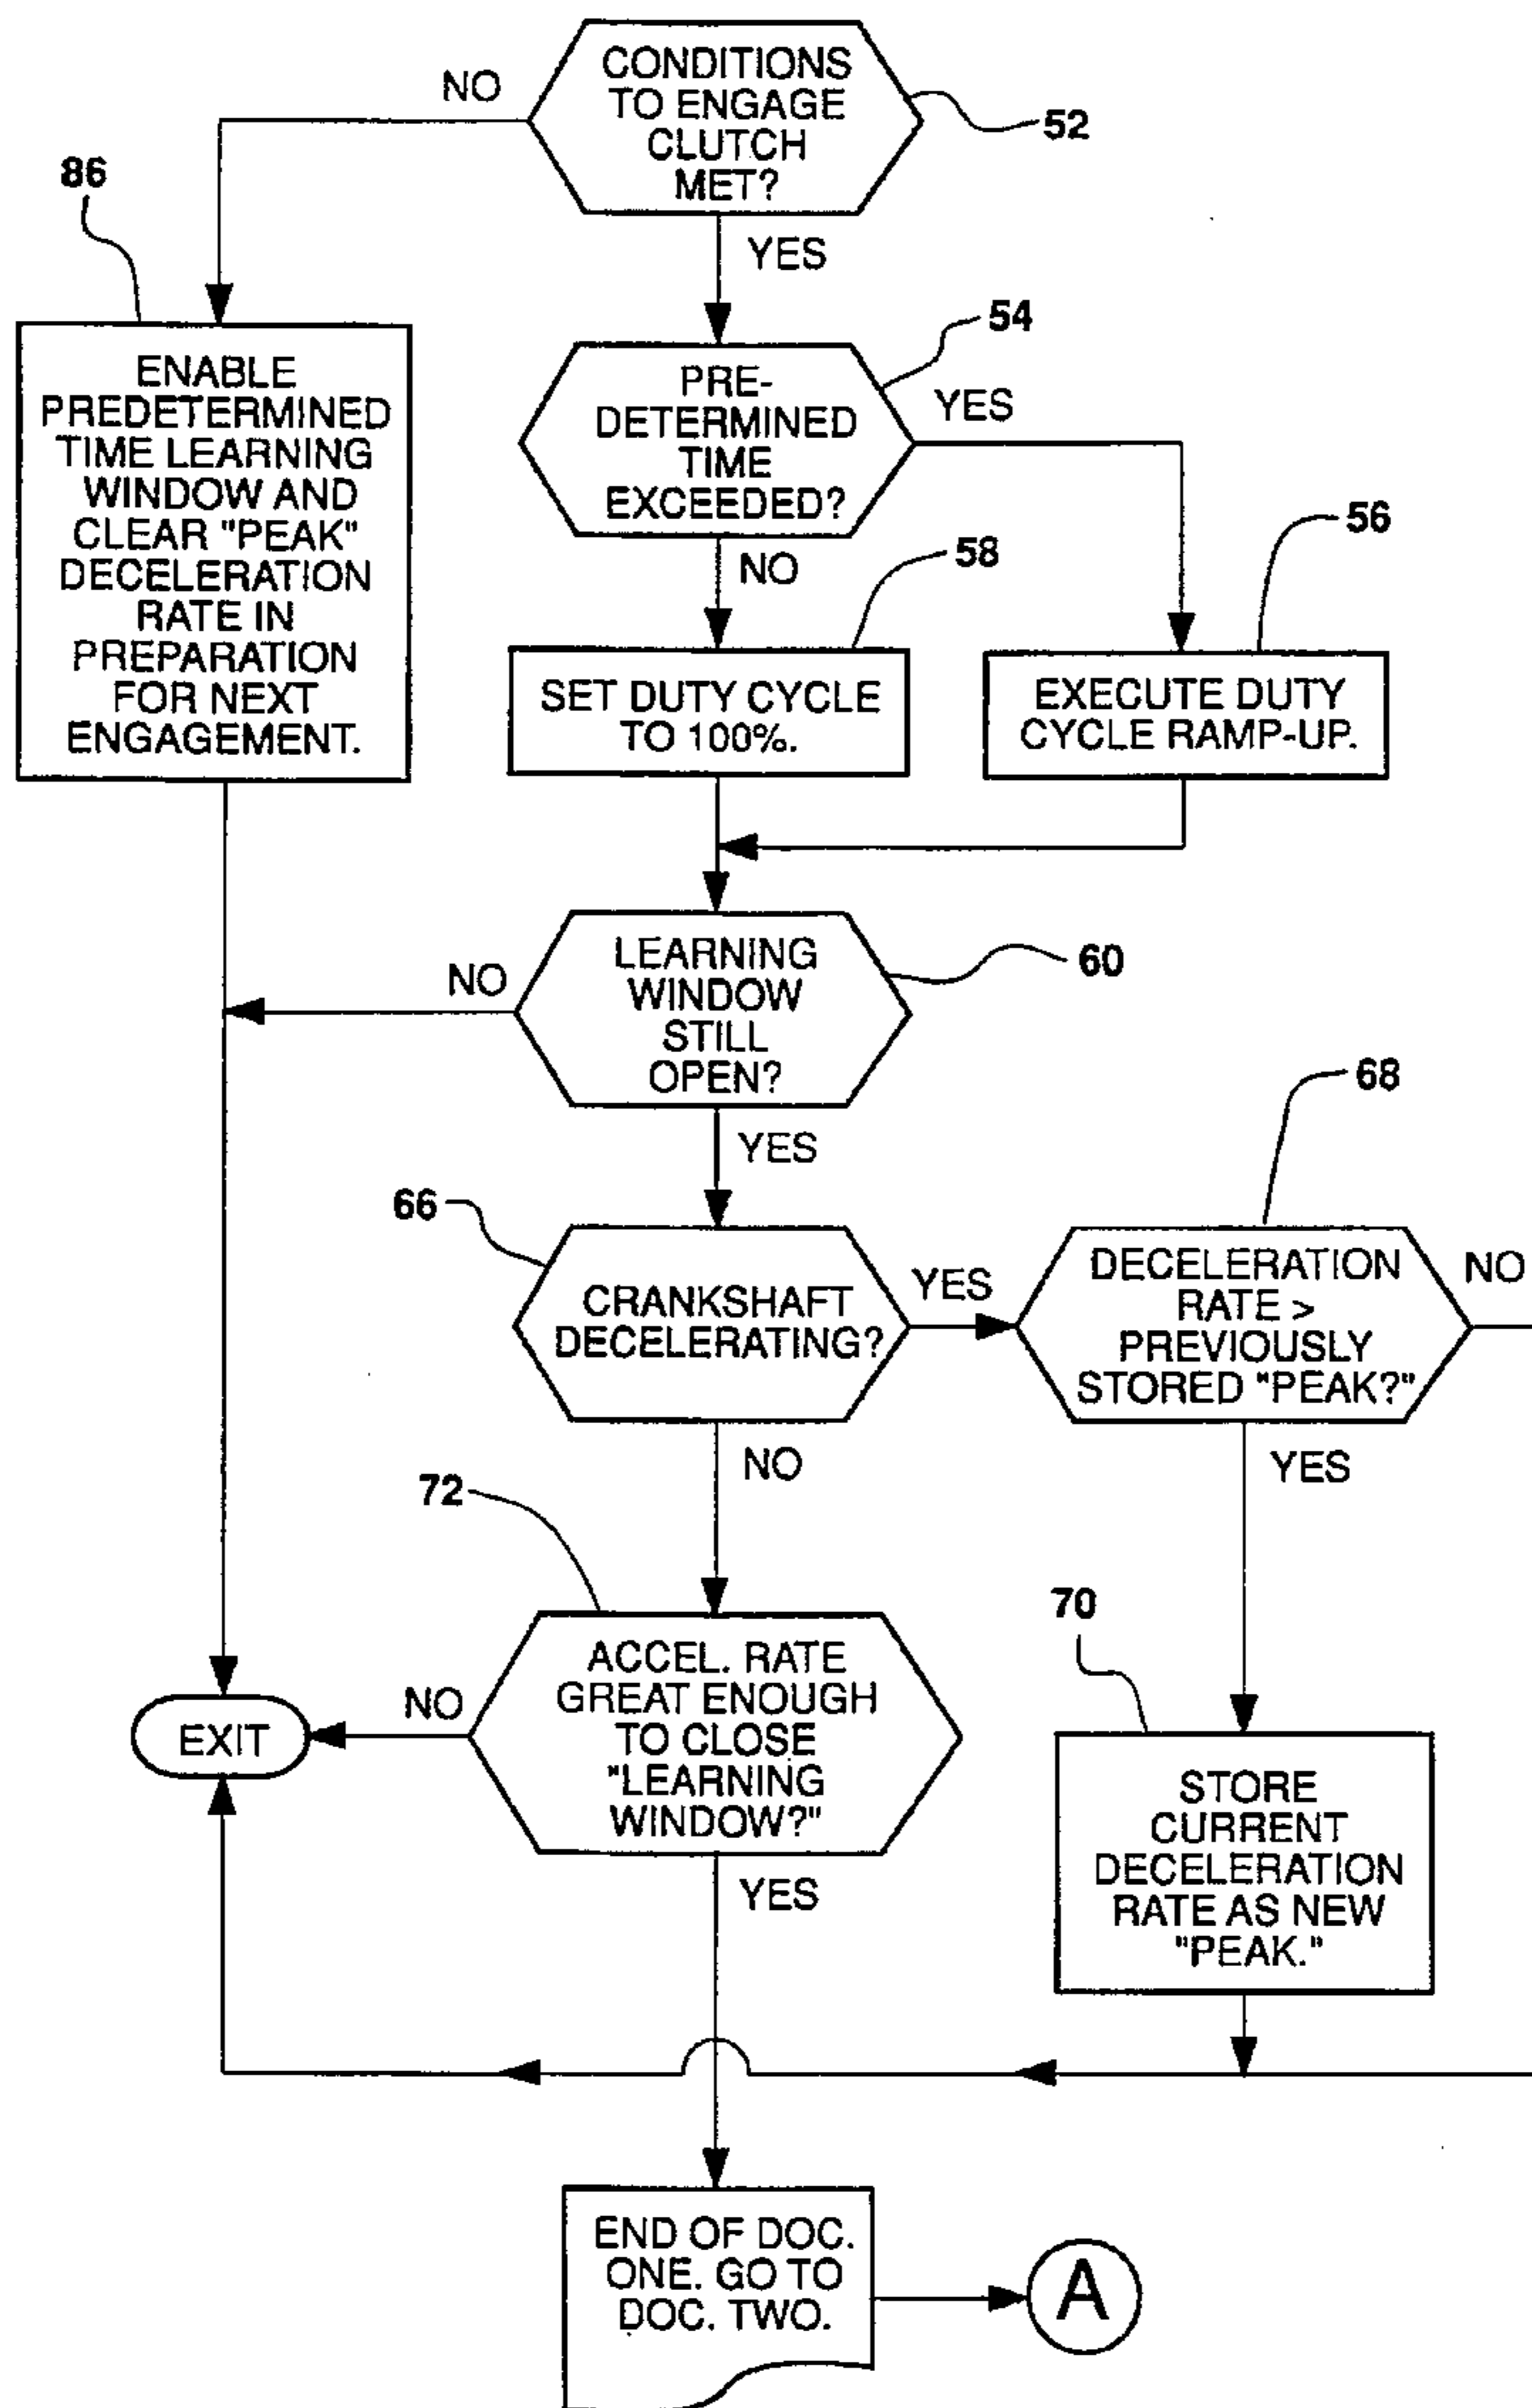 CONDITIONS
TO ENGAGE
CLUTCH
MET?
NO
52
86
YES
ENABLE
PREDETERMINED
TIME LEARNING
WINDOW AND
CLEAR "PEAK"
DECELERATION
RATE IN
PREPARATION
FOR NEXT
ENGAGEMENT.
54
PRE-
DETERMINED
TIME
EXCEEDED?
YES
NO
58
56
SET DUTY CYCLE
TO 100%.
EXECUTE DUTY
CYCLE RAMP-UP.
LEARNING
WINDOW
STILL
OPEN?
NO
60
YES
66
CRANKSHAFT
DECELERATING?
YES
68
DECELERATION
RATE >
PREVIOUSLY
STORED "PEAK?"
NO
NO
YES
72
ACCEL. RATE
GREAT ENOUGH
TO CLOSE
"LEARNING
WINDOW?"
NO
EXIT
YES
70
STORE
CURRENT
DECELERATION
RATE AS NEW
"PEAK."
END OF DOC.
ONE. GO TO
DOC. TWO.
A